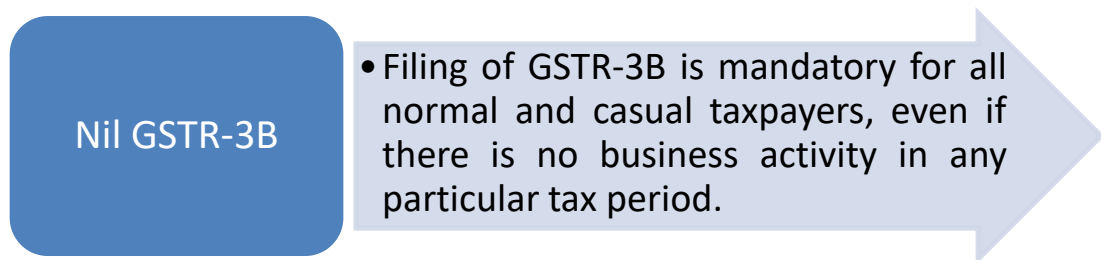 Nil GSTR-3B
•Filing of GSTR-3B is mandatory for all
normal and casual taxpayers, even if
there is no business activity in any
particular tax period.